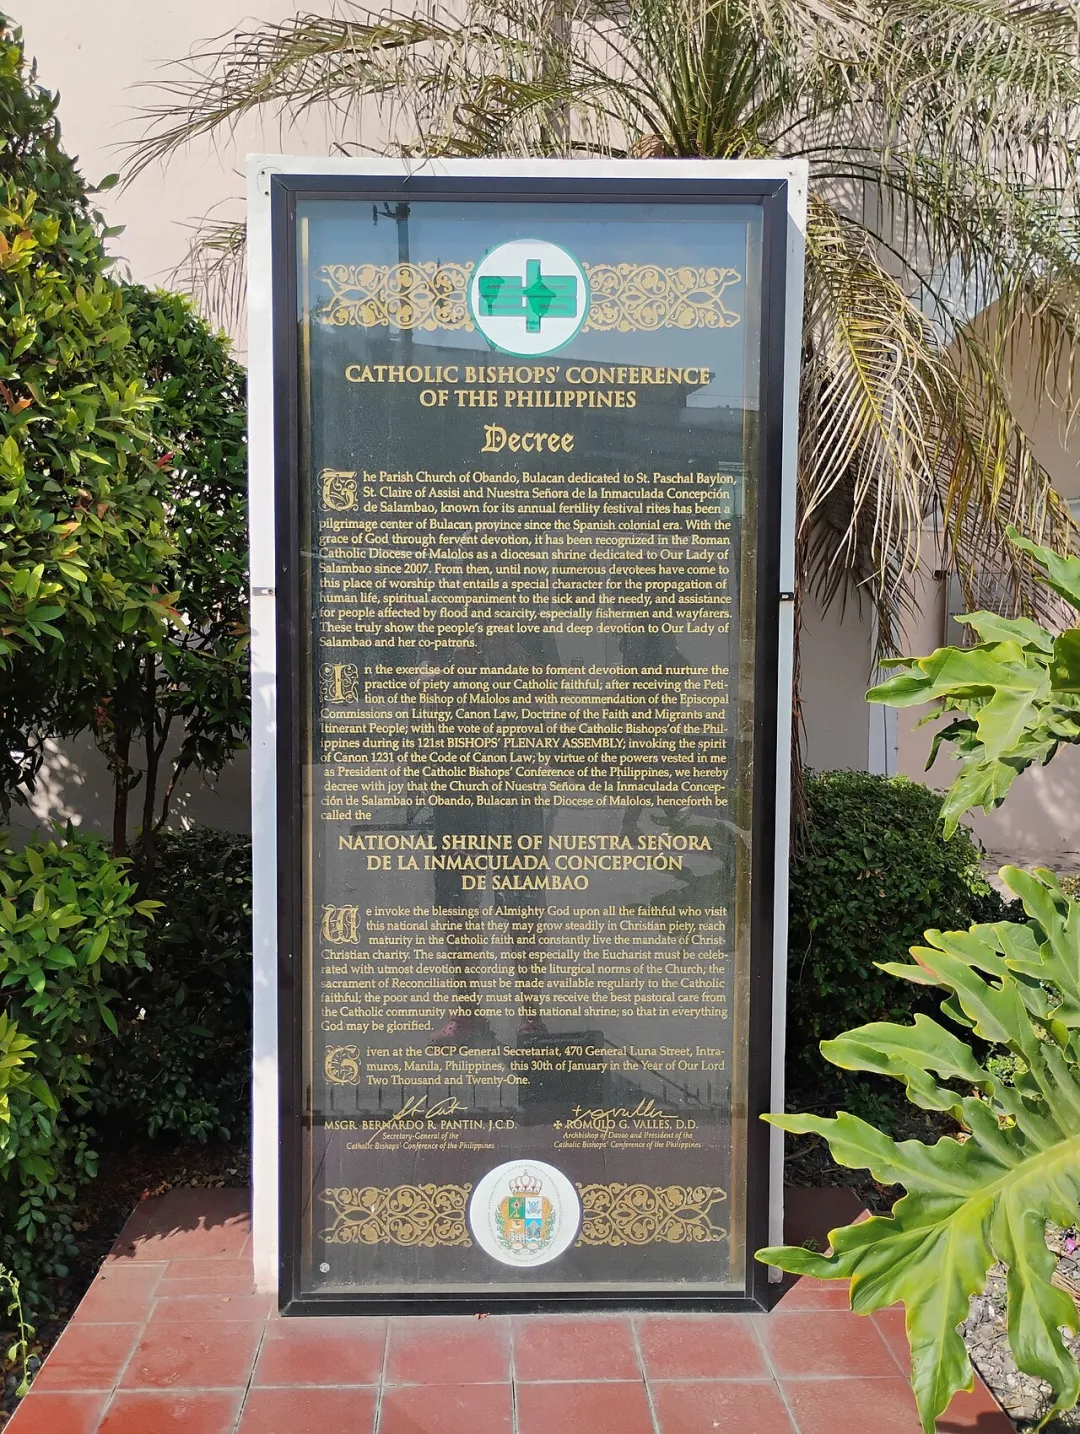 CATHOLIC BISHOPS' CONFERENCE
OF THE PHILIPPINES
Decree
The Parish Church of Obando, Bulacan dedicated to St. Paschal Baylon,
St. Claire of Assisi and Nuestra Señora de la Inmaculada Concepción
de Salambao, known for its annual fertility festival rites has been a
pilgrimage center of Bulacan province since the Spanish colonial era. With the
grace of God through fervent devotion, it has been recognized in the Roman
Catholic Diocese of Malolos as a diocesan shrine dedicated to Our Lady of
Salambao since 2007. From then, until now, numerous devotees have come to
this place of worship that entails a special character for the propagation of
human life, spiritual accompaniment to the sick and the needy, and assistance
for people affected by flood and scarcity, especially fishermen and wayfarers.
These truly show the people's great love and deep devotion to Our Lady of
Salambao and her co-patrons.
In the exercise of our mandate to foment devotion and nurture the
practice of piety among our Catholic faithful; after receiving the Peti-
tion of the Bishop of Malolos and with recommendation of the Episcopal
Commissions on Liturgy, Canon Law, Doctrine of the Faith and Migrants and
Itinerant People; with the vote of approval of the Catholic Bishops'of the Phil-
ippines during its 121st BISHOPS' PLENARY ASSEMBLY; invoking the spirit
of Canon 1231 of the Code of Canon Law; by virtue of the powers vested in me
as President of the Catholic Bishops' Conference of the Philippines, we hereby
decree with joy that the Church of Nuestra Señora de la Inmaculada Concep-
ción de Salambao in Obando, Bulacan in the Diocese of Malolos, henceforth be
called the
NATIONAL SHRINE OF NUESTRA SEÑORA
DE LA INMACULADA CONCEPCIÓN
DE SALAMBAO
We invoke the blessings of Almighty God upon all the faithful who visit
this national shrine that they may grow steadily in Christian piety, reach
maturity in the Catholic faith and constantly live the mandate of Christ-
Christian charity. The sacraments, most especially the Eucharist must be celeb-
rated with utmost devotion according to the liturgical norms of the Church; the
sacrament of Reconciliation must be made available regularly to the Catholic
faithful; the poor and the needy must always receive the best pastoral care from
the Catholic community who come to this national shrine; so that in everything
God may be glorified.
Given at the CBCP General Secretariat, 470 General Luna Street, Intra-
muros, Manila, Philippines, this 30th of January in the Year of Our Lord
Two Thousand and Twenty-One.
MSGR. BERNARDO R. PANTIN, J.C.D.
Secretary-General of the
Catholic Bishops' Conference of the Philippines
✠ ROMULO G. VALLES, D.D.
Archbishop of Davao and President of the
Catholic Bishops' Conference of the Philippines